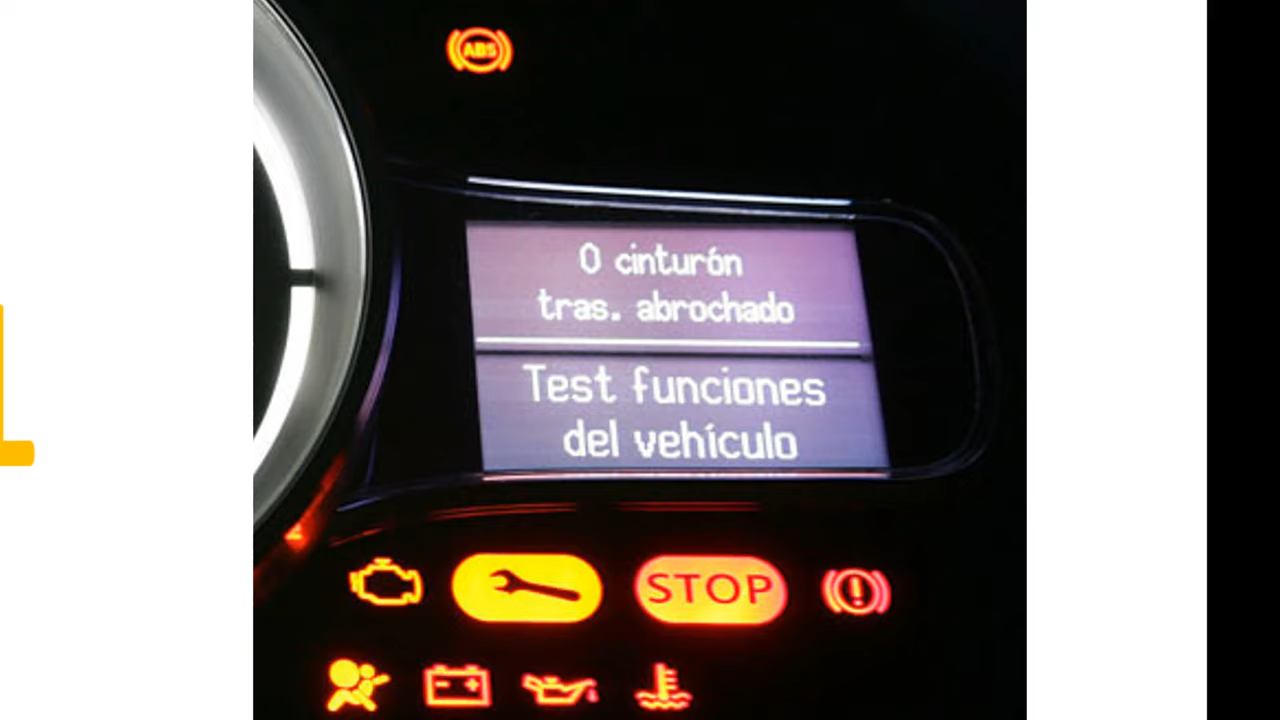 ABS
0 cinturón
tras. abrochado
Test funciones
del vehículo
STOP